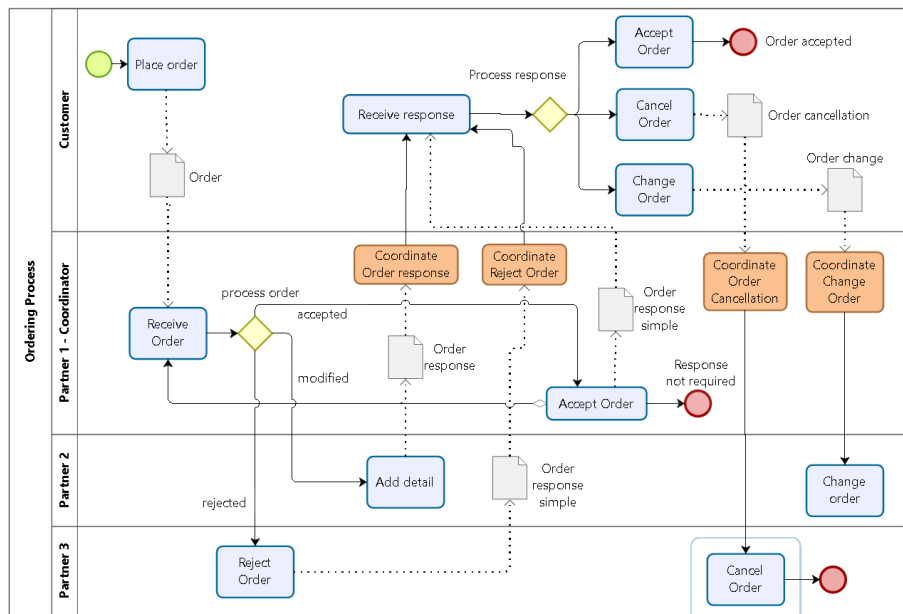 Ordering Process
Customer
Place order
Order
Receive response
Process response
Accept
Order
Order accepted
Cancel
Order
Order cancellation
Change
Order
Order change
Partner 1 - Coordinator
Coordinate
Order response
Coordinate
Reject Order
Coordinate
Order
Cancellation
Coordinate
Change
Order
process order
accepted
Receive
Order
modified
Order
response
Order
response
simple
Response
not required
Accept Order
Partner 2
rejected
Add detail
Order
response
simple
Change
order
Partner 3
Reject
Order
Cancel
Order